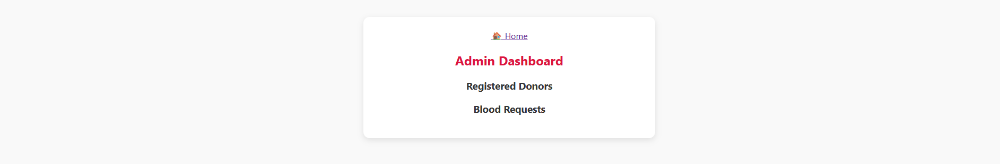 🏠 Home
Admin Dashboard
Registered Donors
Blood Requests